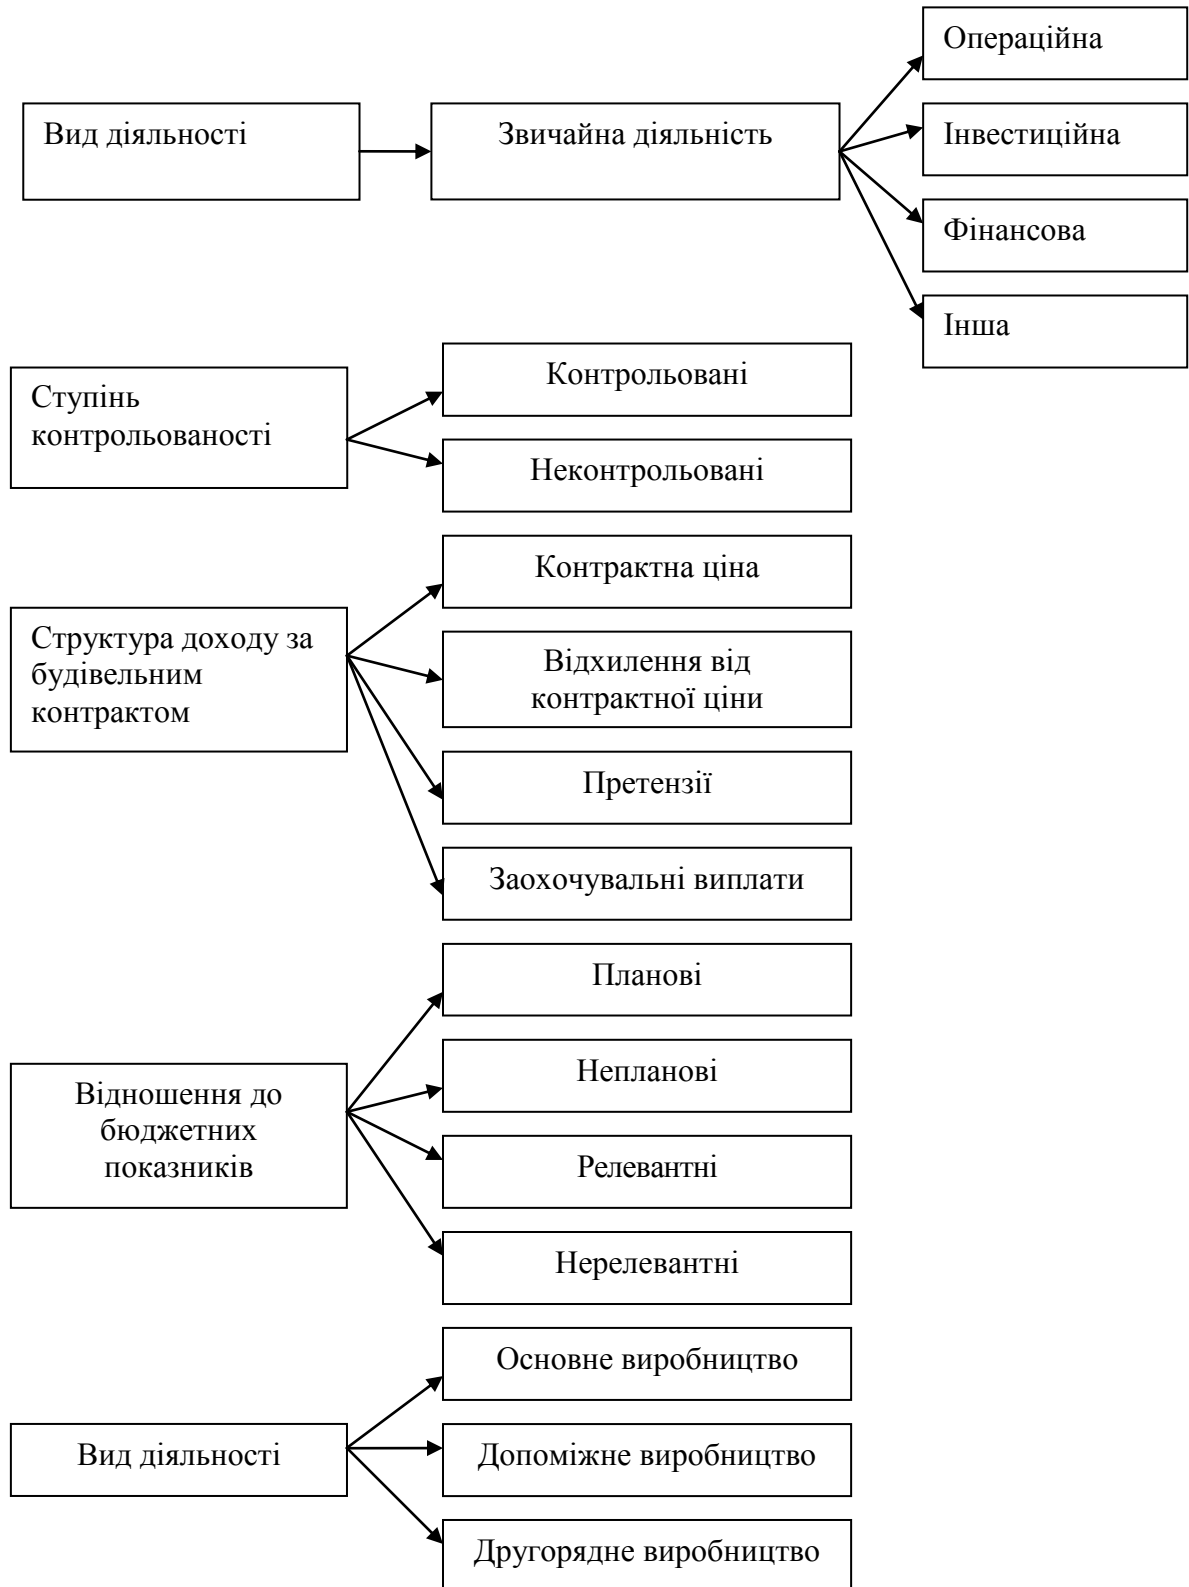 Вид діяльності
Звичайна діяльність
Операційна
Інвестиційна
Фінансова
Інша
Ступінь
контрольованості
Контрольовані
Неконтрольовані
Структура доходу за
будівельним
контрактом
Контрактна ціна
Відхилення від
контрактної ціни
Претензії
Заохочувальні виплати
Відношення до
бюджетних
показників
Планові
Непланові
Релевантні
Нерелевантні
Вид діяльності
Основне виробництво
Допоміжне виробництво
Другорядне виробництво